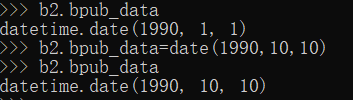 >>> b2.bpub_data
datetime.date(1990, 1, 1)
>>> b2.bpub_data=date(1990,10,10)
>>> b2.bpub_data
datetime.date(1990, 10, 10)